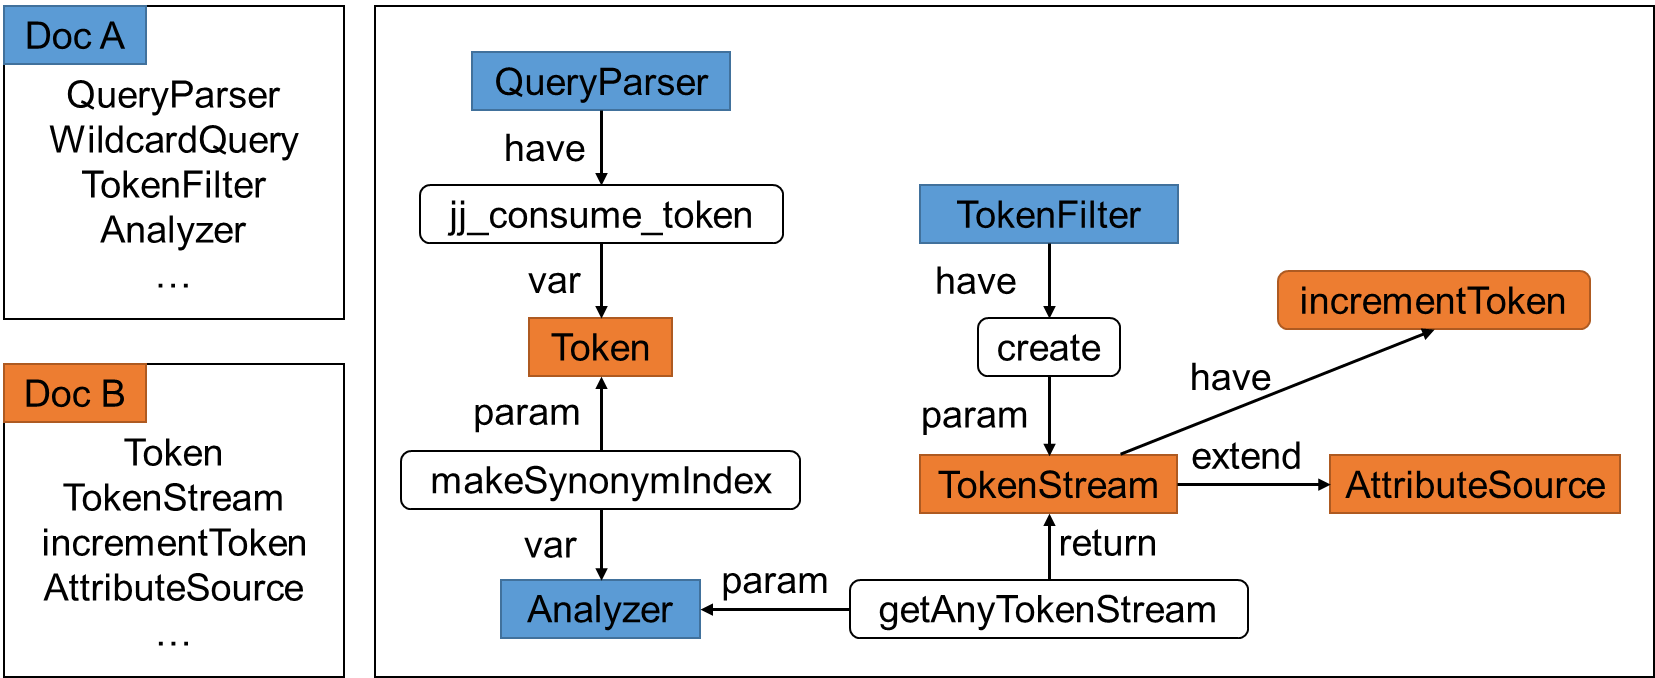 Doc A
QueryParser
WildcardQuery
TokenFilter
Analyzer
...
Doc B
Token
TokenStream
incrementToken
AttributeSource
...
QueryParser
have
jj_consume_token
var
Token
param
makeSynonymIndex
var
Analyzer
param
getAnyTokenStream
return
TokenFilter
have
create
param
TokenStream
have
incrementToken
extend
AttributeSource